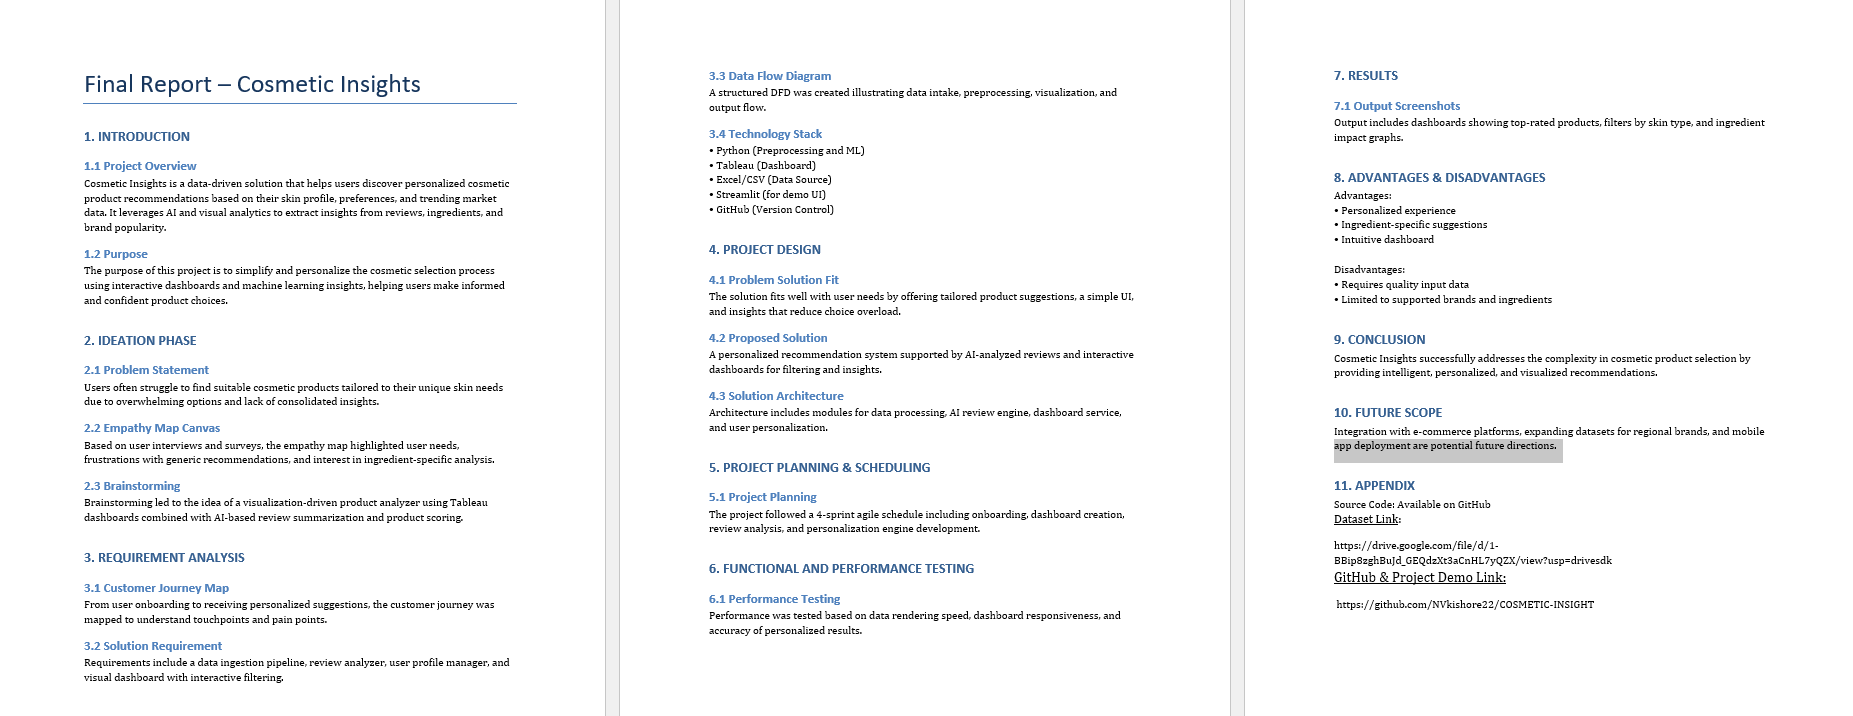 Final Report – Cosmetic Insights
1. INTRODUCTION
1.1 Project Overview
Cosmetic Insights is a data-driven solution that helps users discover personalized cosmetic
product recommendations based on their skin profile, preferences, and trending market
data. It leverages AI and visual analytics to extract insights from reviews, ingredients, and
brand popularity.
1.2 Purpose
The purpose of this project is to simplify and personalize the cosmetic selection process
using interactive dashboards and machine learning insights, helping users make informed
and confident product choices.
2. IDEATION PHASE
2.1 Problem Statement
Users often struggle to find suitable cosmetic products tailored to their unique skin needs
due to overwhelming options and lack of consolidated insights.
2.2 Empathy Map Canvas
Based on user interviews and surveys, the empathy map highlighted user needs,
frustrations with generic recommendations, and interest in ingredient-specific analysis.
2.3 Brainstorming
Brainstorming led to the idea of a visualization-driven product analyzer using Tableau
dashboards combined with AI-based review summarization and product scoring.
3. REQUIREMENT ANALYSIS
3.1 Customer Journey Map
From user onboarding to receiving personalized suggestions, the customer journey was
mapped to understand touchpoints and pain points.
3.2 Solution Requirement
Requirements include a data ingestion pipeline, review analyzer, user profile manager, and
visual dashboard with interactive filtering.
3.3 Data Flow Diagram
A structured DFD was created illustrating data intake, preprocessing, visualization, and
output flow.
3.4 Technology Stack
• Python (Preprocessing and ML)
• Tableau (Dashboard)
• Excel/CSV (Data Source)
• Streamlit (for demo UI)
• GitHub (Version Control)
4. PROJECT DESIGN
4.1 Problem Solution Fit
The solution fits well with user needs by offering tailored product suggestions, a simple UI,
and insights that reduce choice overload.
4.2 Proposed Solution
A personalized recommendation system supported by AI-analyzed reviews and interactive
dashboards for filtering and insights.
4.3 Solution Architecture
Architecture includes modules for data processing, AI review engine, dashboard service,
and user personalization.
5. PROJECT PLANNING & SCHEDULING
5.1 Project Planning
The project followed a 4-sprint agile schedule including onboarding, dashboard creation,
review analysis, and personalization engine development.
6. FUNCTIONAL AND PERFORMANCE TESTING
6.1 Performance Testing
Performance was tested based on data rendering speed, dashboard responsiveness, and
accuracy of personalized results.
7. RESULTS
7.1 Output Screenshots
Output includes dashboards showing top-rated products, filters by skin type, and ingredient
impact graphs.
8. ADVANTAGES & DISADVANTAGES
Advantages:
• Personalized experience
• Ingredient-specific suggestions
• Intuitive dashboard
Disadvantages:
• Requires quality input data
• Limited to supported brands and ingredients
9. CONCLUSION
Cosmetic Insights successfully addresses the complexity in cosmetic product selection by
providing intelligent, personalized, and visualized recommendations.
10. FUTURE SCOPE
Integration with e-commerce platforms, expanding datasets for regional brands, and mobile
app deployment are potential future directions.
11. APPENDIX
Source Code: Available on GitHub
Dataset Link:
https://drive.google.com/file/d/1-
BBip8zghBuJd_GEQdzXt3aCnHL7yQZX/view?usp=drivesdk
GitHub & Project Demo Link:
https://github.com/NVkishore22/COSMETIC-INSIGHT